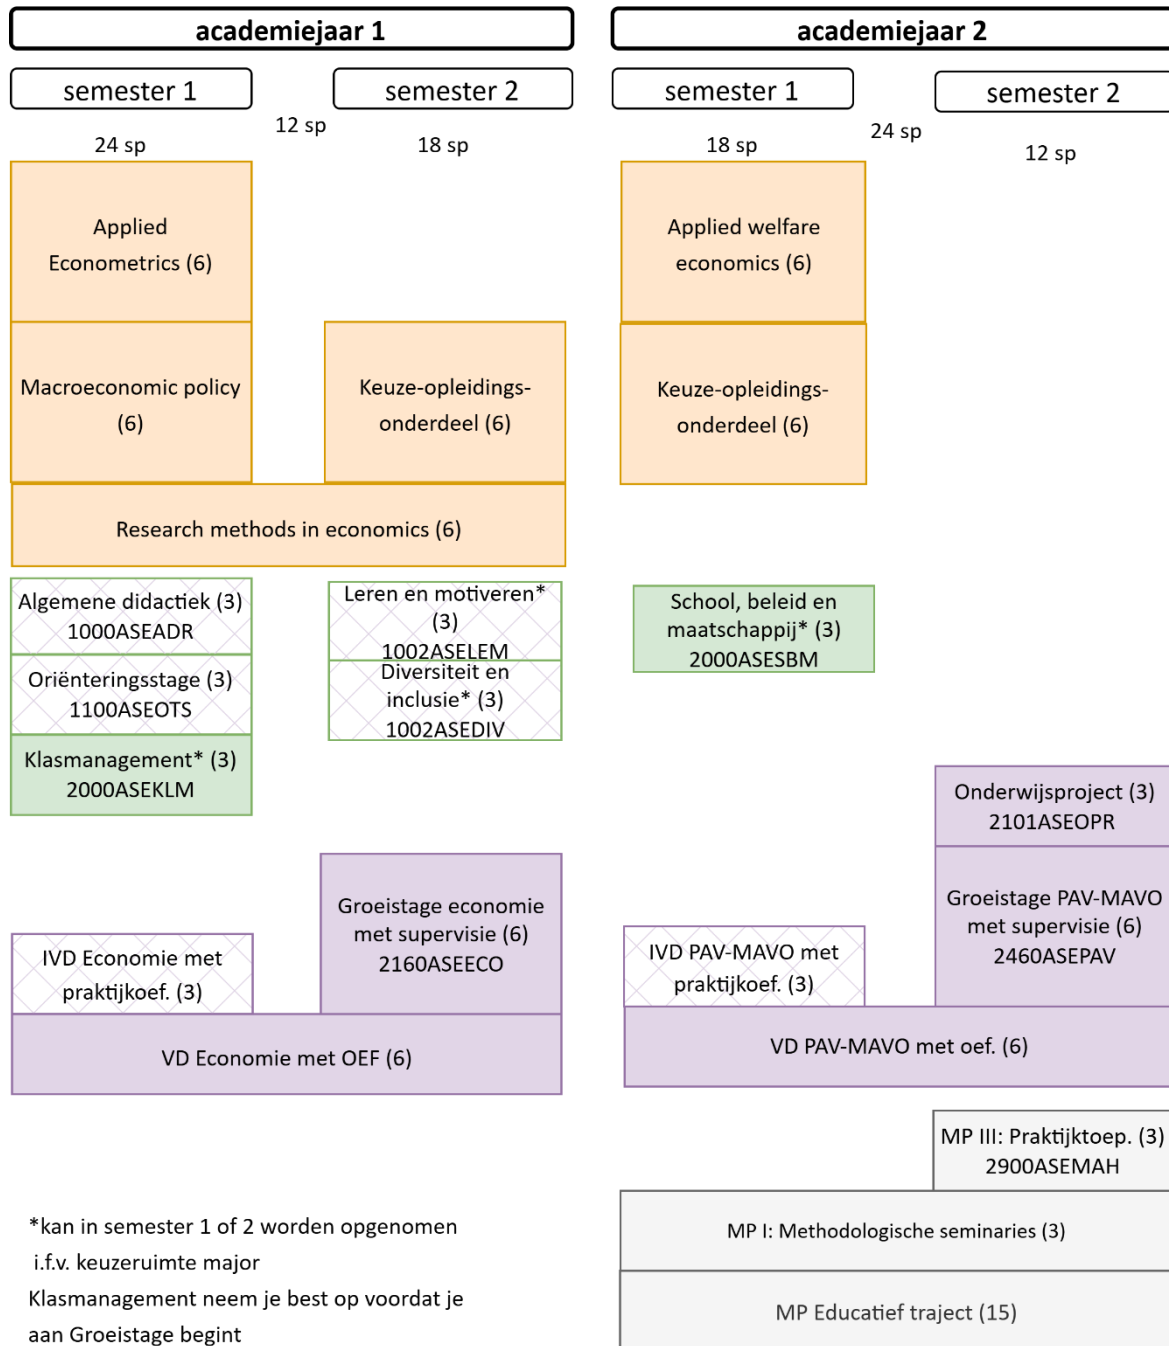 academiejaar 1
semester 1
semester 2
12 sp
24 sp
18 sp
Applied
Econometrics (6)
Macroeconomic policy
(6)
Keuze-opleidings-
onderdeel (6)
Research methods in economics (6)
Algemene didactiek (3)
1000ASEADR
Oriënteringsstage (3)
1100ASEOTS
Klasmanagement* (3)
2000ASEKLM
Leren en motiveren*
(3)
1002ASELEM
Diversiteit en
inclusie* (3)
1002ASEDIV
IVD Economie met
praktijkoef. (3)
Groeistage economie
met supervisie (6)
2160ASEECO
VD Economie met OEF (6)
*kan in semester 1 of 2 worden opgenomen
i.f.v. keuzeruimte major
Klasmanagement neem je best op voordat je
aan Groeistage begint
academiejaar 2
semester 1
semester 2
24 sp
18 sp
12 sp
Applied welfare
economics (6)
Keuze-opleidings-
onderdeel (6)
School, beleid en
maatschappij* (3)
2000ASESBM
Onderwijsproject (3)
2101ASEOPR
Groeistage PAV-MAVO
met supervisie (6)
2460ASEPAV
IVD PAV-MAVO met
praktijkoef. (3)
VD PAV-MAVO met oef. (6)
MP III: Praktijktoep. (3)
2900ASEMAH
MP I: Methodologische seminaries (3)
MP Educatief traject (15)